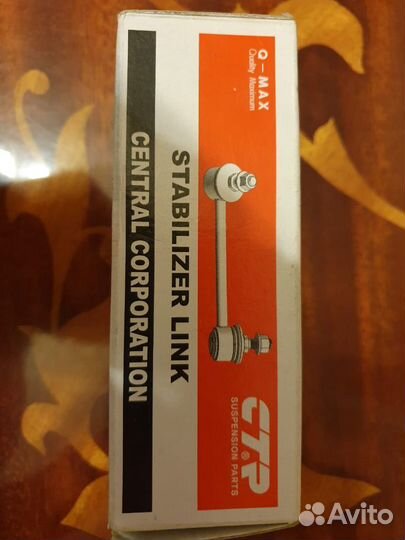 Q-MAX
Quality Maximum
CTR
®
SUSPENSION PARTS
STABILIZER LINK
CENTRAL CORPORATION
Avito